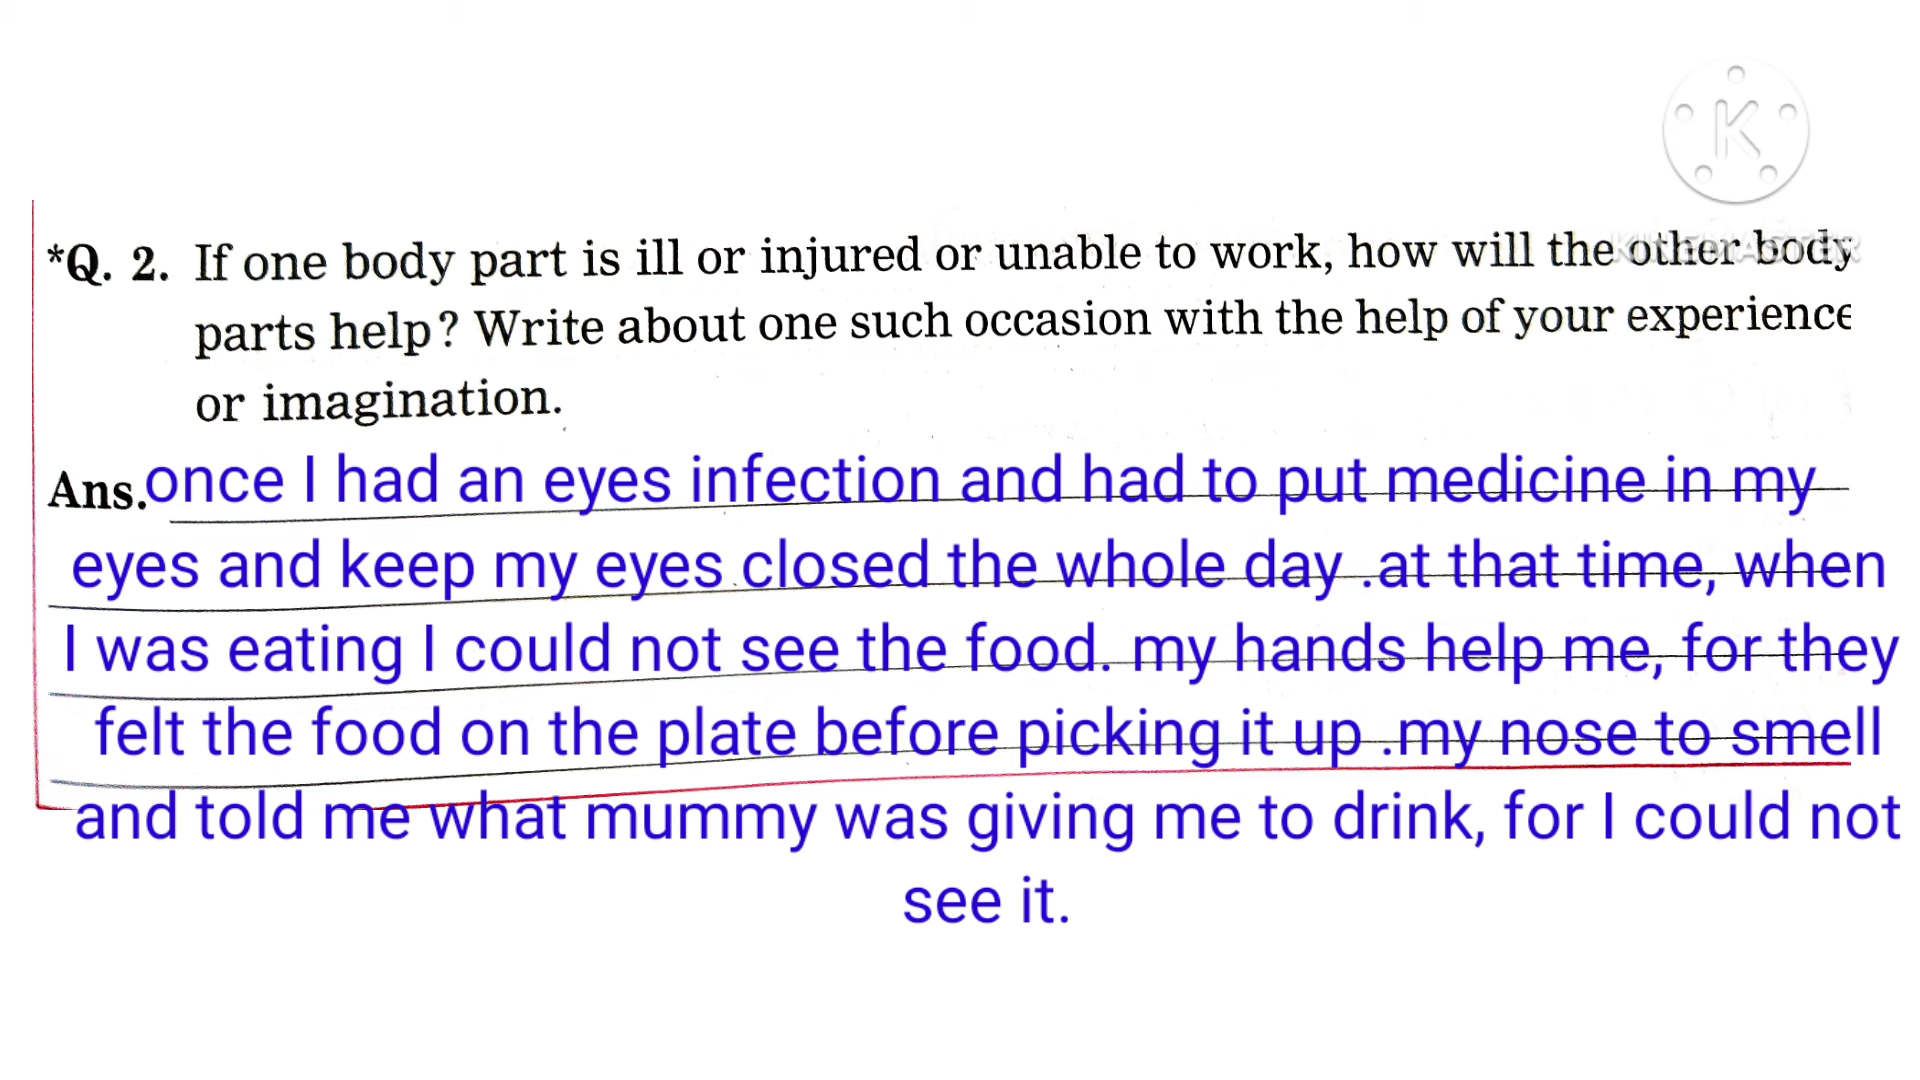 K
KINEMASTER
*Q. 2. If one body part is ill or injured or unable to work, how will the other body
parts help? Write about one such occasion with the help of your experience
or imagination.
Ans. once I had an eyes infection and had to put medicine in my
eyes and keep my eyes closed the whole day .at that time, when
I was eating I could not see the food. my hands help me, for they
felt the food on the plate before picking it up .my nose to smell
and told me what mummy was giving me to drink, for I could not
see it.